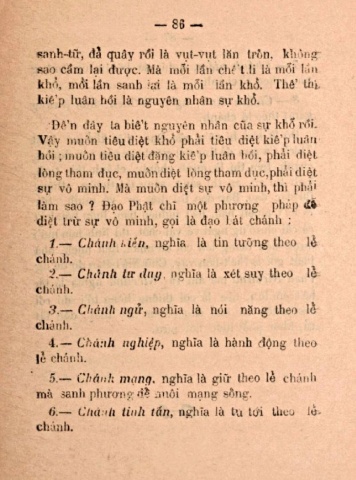 — 86 —
sanh-tử, đã quây rồi là vụt-vụt lăn tròn, không
sao cầm lại được. Mà mỗi lần chết là mỗi lần
khổ, mỗi lần sanh lại là mỗi lần khổ. Thế thì
kiếp luân hồi là nguyên nhân sự khổ.
Đến đây ta biết nguyên nhân của sự khổ rồi.
Vậy muốn tiêu diệt khổ phải tiêu diệt kiếp luân
hồi ; muốn tiêu diệt đặng kiếp luân hồi, phải diệt
lòng tham dục, muốn diệt lòng tham dục, phải diệt
sự vô minh. Mà muốn diệt sự vô minh, thì phải
làm sao ? Đạo Phật chỉ một phương pháp để
diệt trừ sự vô minh, gọi là đạo bát chánh :
1.— Chánh kiến, nghĩa là tin tưởng theo lẽ
chánh.
2.— Chánh tư duy, nghĩa là xét suy theo lẽ
chánh.
3.— Chánh ngữ, nghĩa là nói năng theo lẽ
chánh.
4.— Chánh nghiệp, nghĩa là hành động theo
lẽ chánh.
5.— Chánh mạng, nghĩa là giữ theo lẽ chánh
mà sanh phương để nuôi mạng sống.
6.— Chánh tinh tấn, nghĩa là tu tới theo lẽ
chánh.